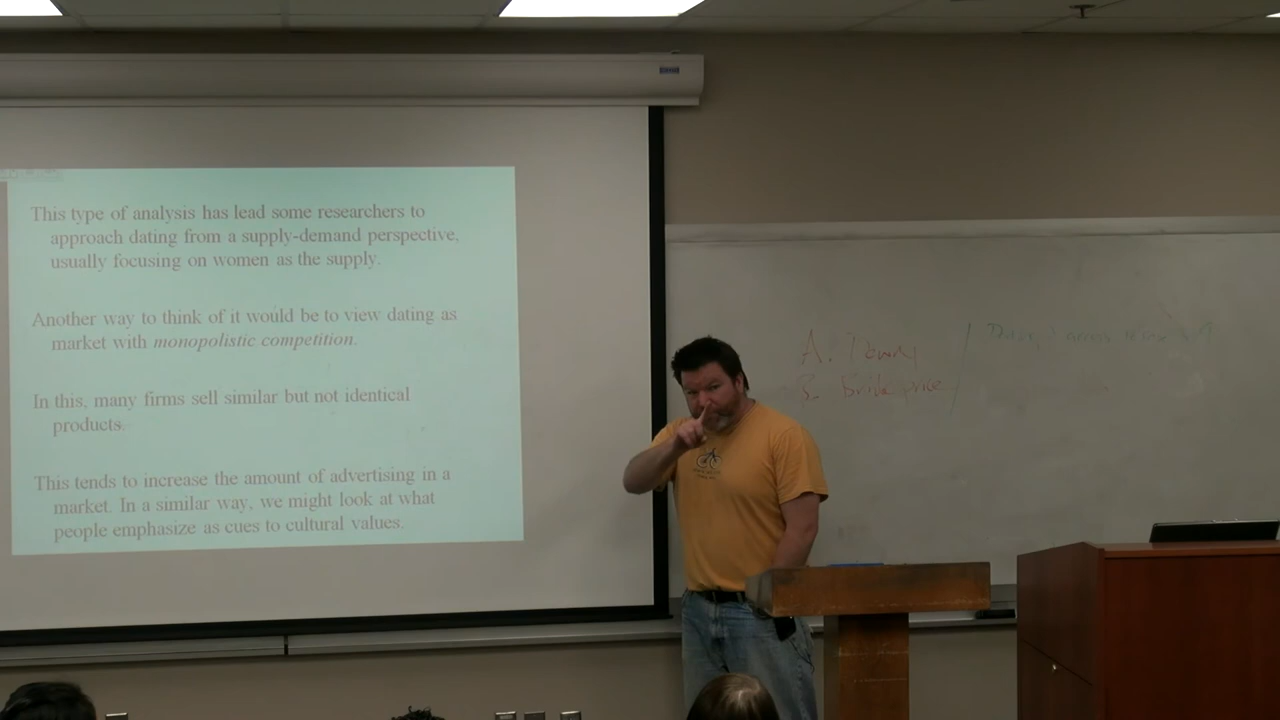 This type of analysis has lead some researchers to
approach dating from a supply-demand perspective,
usually focusing on women as the supply.
Another way to think of it would be to view dating as
market with monopolistic competition.
In this, many firms sell similar but not identical
products.
This tends to increase the amount of advertising in a
market. In a similar way, we might look at what
people emphasize as cues to cultural values.
A. Dowry
B. Bride price